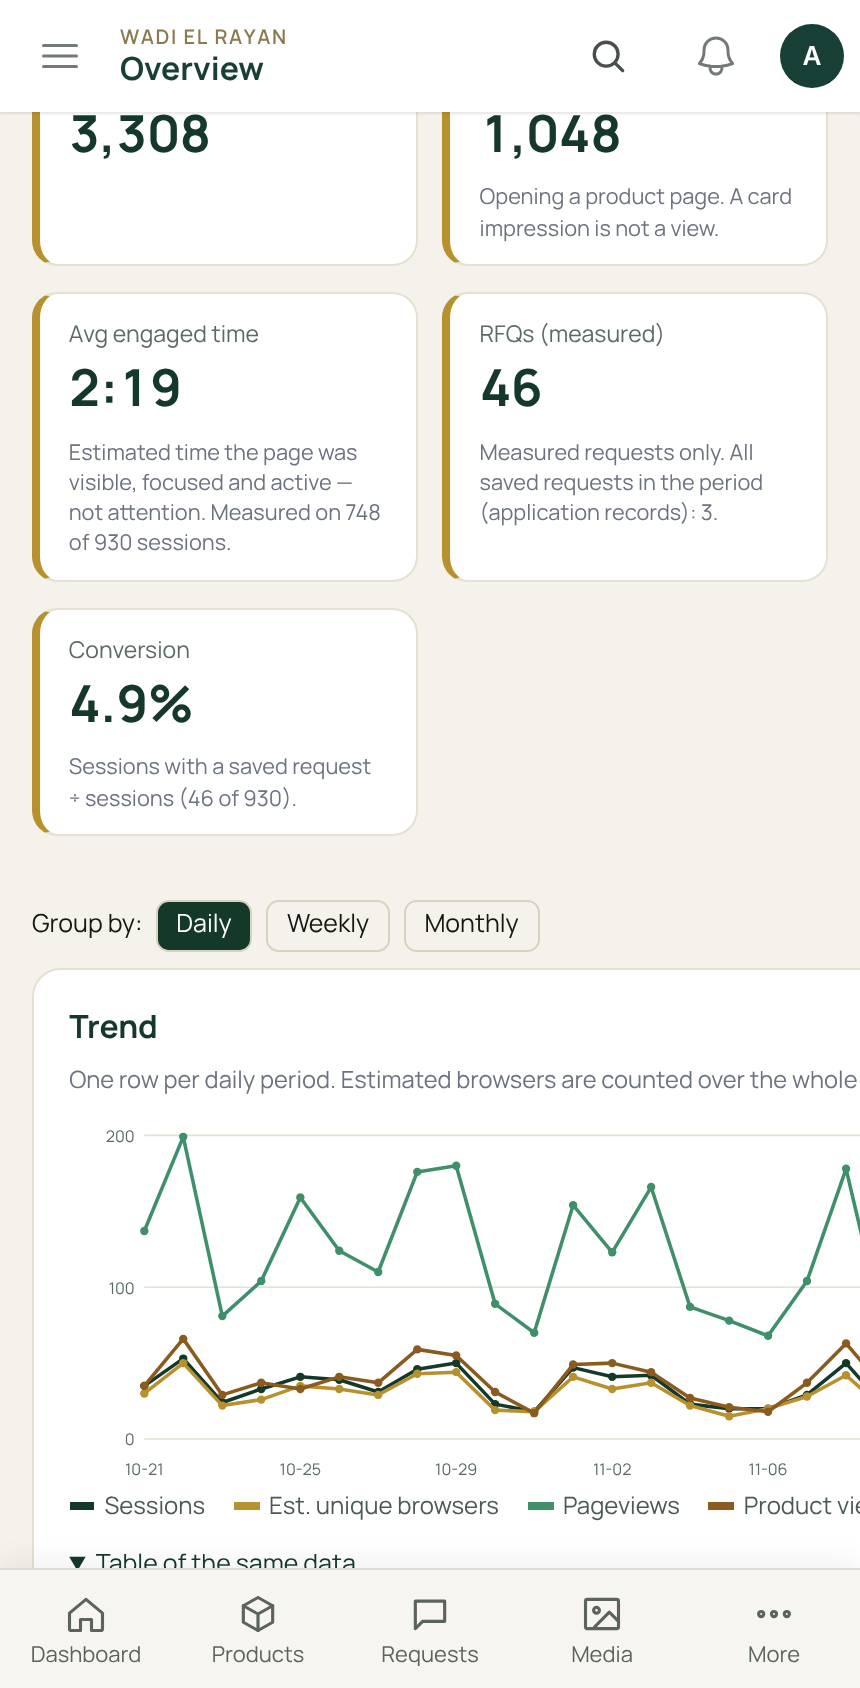 WADI EL RAYAN
Overview
A
3,308
1,048
Opening a product page. A card
impression is not a view.
Avg engaged time
2:19
Estimated time the page was
visible, focused and active —
not attention. Measured on 748
of 930 sessions.
RFQs (measured)
46
Measured requests only. All
saved requests in the period
(application records): 3.
Conversion
4.9%
Sessions with a saved request
÷ sessions (46 of 930).
Group by: Daily Weekly Monthly
Trend
One row per daily period. Estimated browsers are counted over the whole
200
100
0
10-21 10-25 10-29 11-02 11-06
Sessions Est. unique browsers Pageviews Product vie
▼ Table of the same data
Dashboard Products Requests Media More